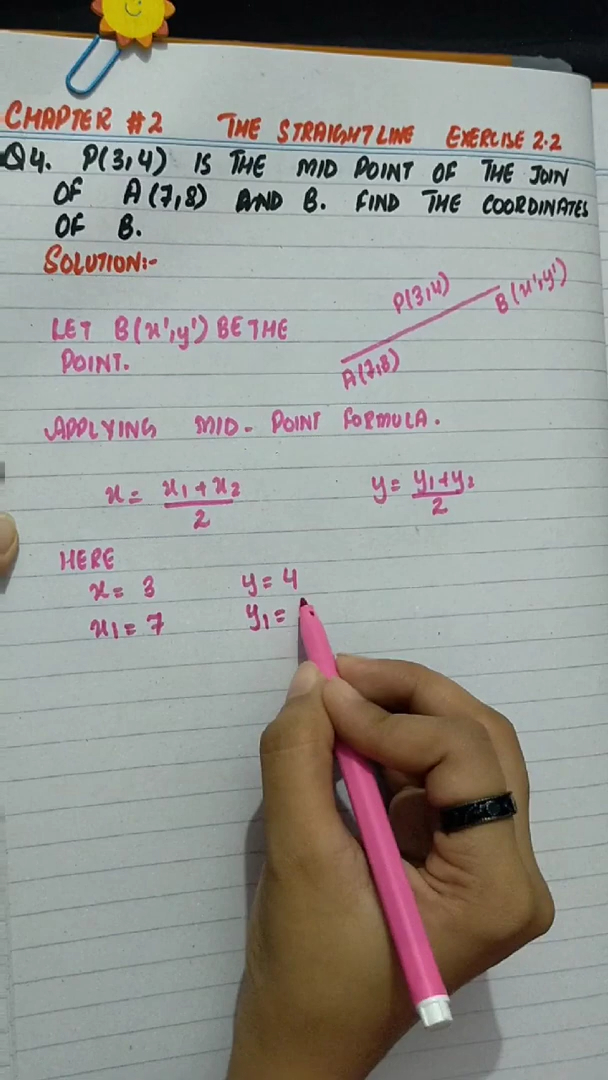 CHAPTER #2 THE STRAIGHT LINE EXERCISE 2.2
Q4. P(3,4) IS THE MID POINT OF THE JOIN
OF A(7,8) AND B. FIND THE COORDINATES
OF B.
SOLUTION:-
P(3,4)
B(x',y')
A(7,8)
LET B(x',y') BE THE
POINT.
APPLYING MID-POINT FORMULA.
x = x₁+x₂/2 y = y₁+y₂/2
HERE
x = 3 y = 4
x₁ = 7 y₁ =